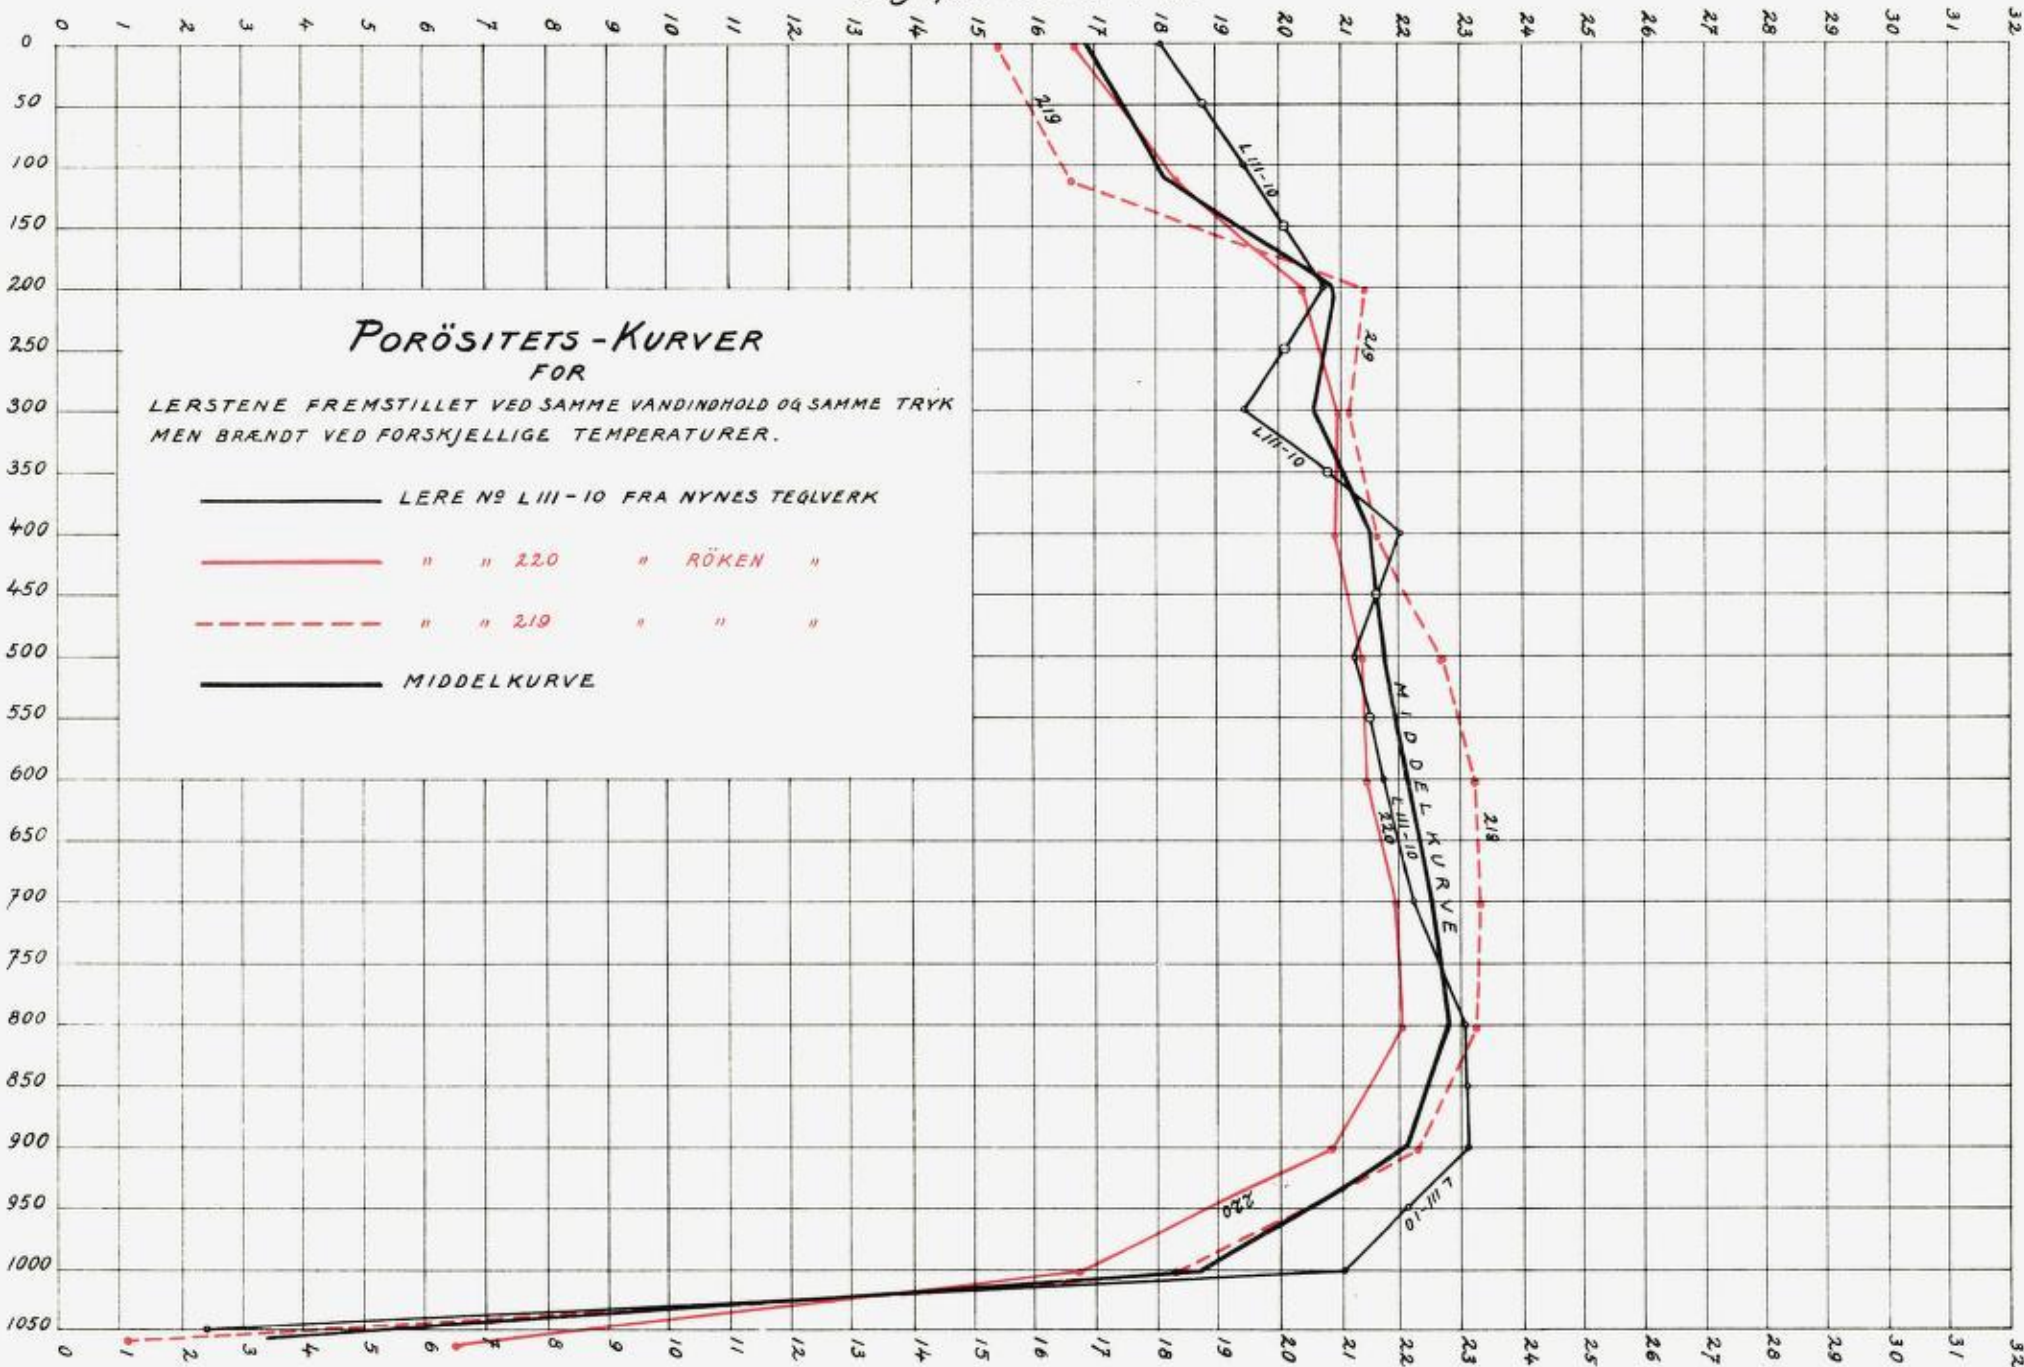 0 1 2 3 4 5 6 7 8 9 10 11 12 13 14 15 16 17 18 19 20 21 22 23 24 25 26 27 28 29 30 31 32
0
50
100
150
200
250
300
350
400
450
500
550
600
650
700
750
800
850
900
950
1000
1050
PORÖSITETS-KURVER
FOR
LERSTENE FREMSTILLET VED SAMME VANDINDHOLD OG SAMME TRYK
MEN BRÆNDT VED FORSKJELLIGE TEMPERATURER.
LERE Nº L III-10 FRA NYNES TEGLVERK
" " 220 " RÖKEN "
" " 219 " " "
MIDDELKURVE
219
L III-10
219
L III-10
MIDDELKURVE
L III-10
220
219
L III-10
220
0 1 2 3 4 5 6 7 8 9 10 11 12 13 14 15 16 17 18 19 20 21 22 23 24 25 26 27 28 29 30 31 32